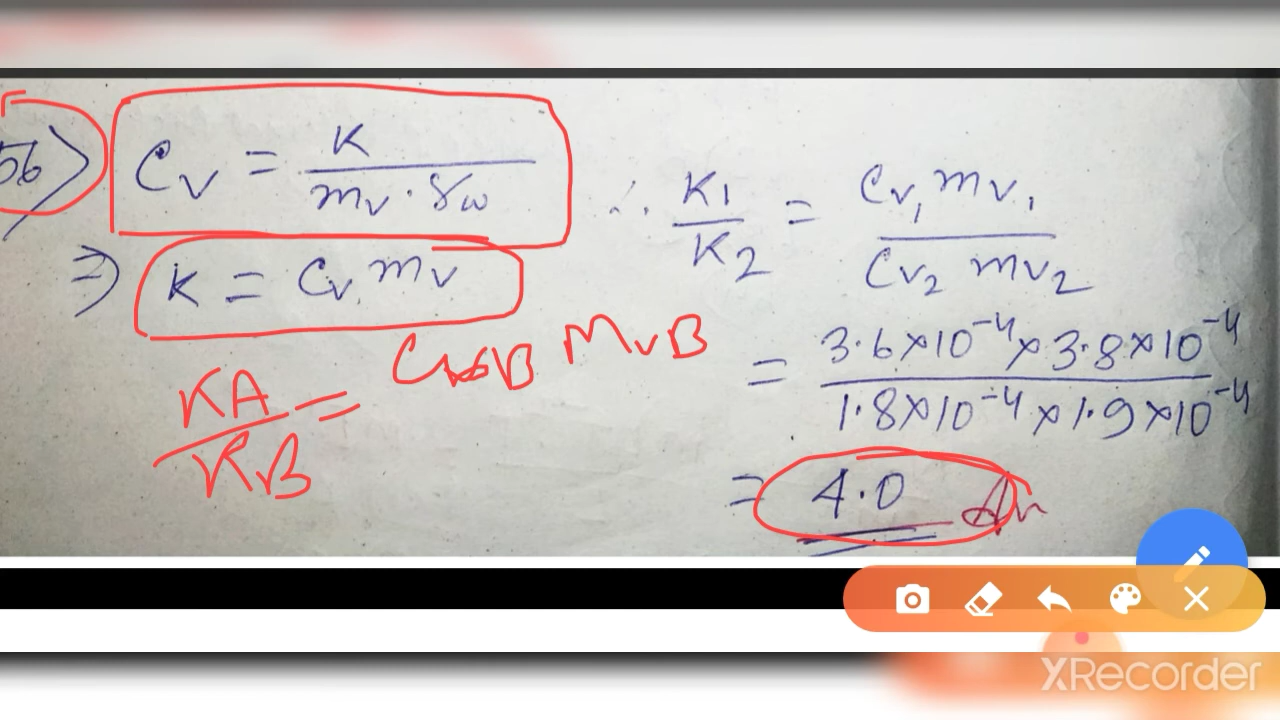 56>
Cv = K / mv · γw
⇒ K = Cv mv
∴ K1 / K2 = Cv1 mv1 / Cv2 mv2
= 3.6×10⁻⁴ × 3.8×10⁻⁴ / 1.8×10⁻⁴ × 1.9×10⁻⁴
= 4.0 An
KA / KB =
MvB
XRecorder